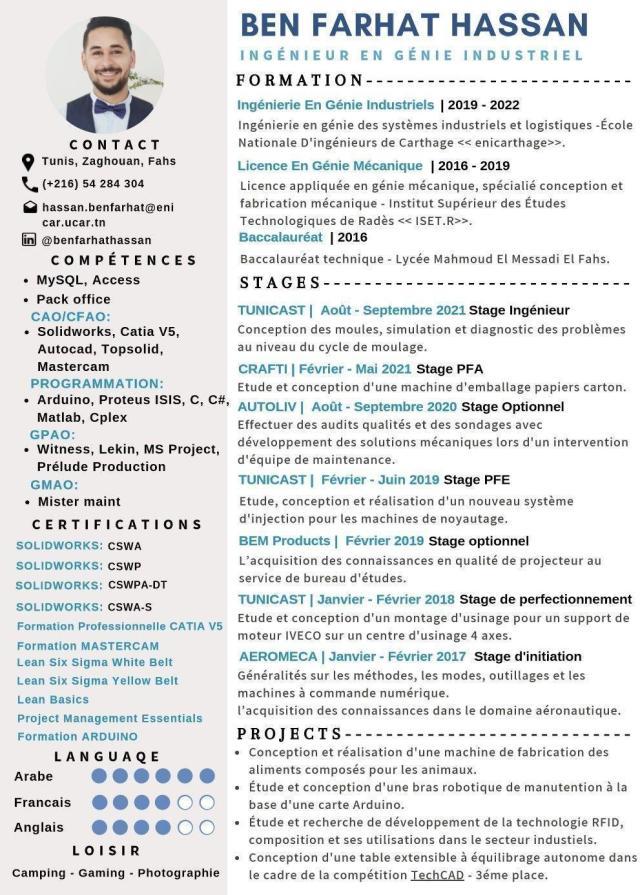 BEN FARHAT HASSAN
INGÉNIEUR EN GÉNIE INDUSTRIEL
CONTACT
Tunis, Zaghouan, Fahs
(+216) 54 284 304
hassan.benfarhat@eni
car.ucar.tn
@benfarhathassan
COMPÉTENCES
• MySQL, Access
• Pack office
CAO/CFAO:
• Solidworks, Catia V5,
Autocad, Topsolid,
Mastercam
PROGRAMMATION:
• Arduino, Proteus ISIS, C, C#,
Matlab, Cplex
GPAO:
• Witness, Lekin, MS Project,
Prélude Production
GMAO:
• Mister maint
CERTIFICATIONS
SOLIDWORKS: CSWA
SOLIDWORKS: CSWP
SOLIDWORKS: CSWPA-DT
SOLIDWORKS: CSWA-S
Formation Professionnelle CATIA V5
Formation MASTERCAM
Lean Six Sigma White Belt
Lean Six Sigma Yellow Belt
Lean Basics
Project Management Essentials
Formation ARDUINO
LANGUAQE
Arabe
Francais
Anglais
LOISIR
Camping - Gaming - Photographie
FORMATION
Ingénierie En Génie Industriels | 2019 - 2022
Ingénierie en génie des systèmes industriels et logistiques -École
Nationale D'ingénieurs de Carthage << enicarthage>>.
Licence En Génie Mécanique | 2016 - 2019
Licence appliquée en génie mécanique, spécialié conception et
fabrication mécanique - Institut Supérieur des Études
Technologiques de Radès << ISET.R>>.
Baccalauréat | 2016
Baccalauréat technique - Lycée Mahmoud El Messadi El Fahs.
STAGES
TUNICAST | Août - Septembre 2021 Stage Ingénieur
Conception des moules, simulation et diagnostic des problèmes
au niveau du cycle de moulage.
CRAFTI | Février - Mai 2021 Stage PFA
Etude et conception d'une machine d'emballage papiers carton.
AUTOLIV | Août - Septembre 2020 Stage Optionnel
Effectuer des audits qualités et des sondages avec
développement des solutions mécaniques lors d'un intervention
d'équipe de maintenance.
TUNICAST | Février - Juin 2019 Stage PFE
Etude, conception et réalisation d'un nouveau système
d'injection pour les machines de noyautage.
BEM Products | Février 2019 Stage optionnel
L'acquisition des connaissances en qualité de projecteur au
service de bureau d'études.
TUNICAST | Janvier - Février 2018 Stage de perfectionnement
Etude et conception d'un montage d'usinage pour un support de
moteur IVECO sur un centre d'usinage 4 axes.
AEROMECA | Janvier - Février 2017 Stage d'initiation
Généralités sur les méthodes, les modes, outillages et les
machines à commande numérique.
l'acquisition des connaissances dans le domaine aéronautique.
PROJECTS
• Conception et réalisation d'une machine de fabrication des
aliments composés pour les animaux.
• Étude et conception d'un bras robotique de manutention à la
base d'une carte Arduino.
• Étude et recherche de développement de la technologie RFID,
composition et ses utilisations dans le secteur industiels.
• Conception d'une table extensible à équilibrage autonome dans
le cadre de la compétition TechCAD - 3éme place.